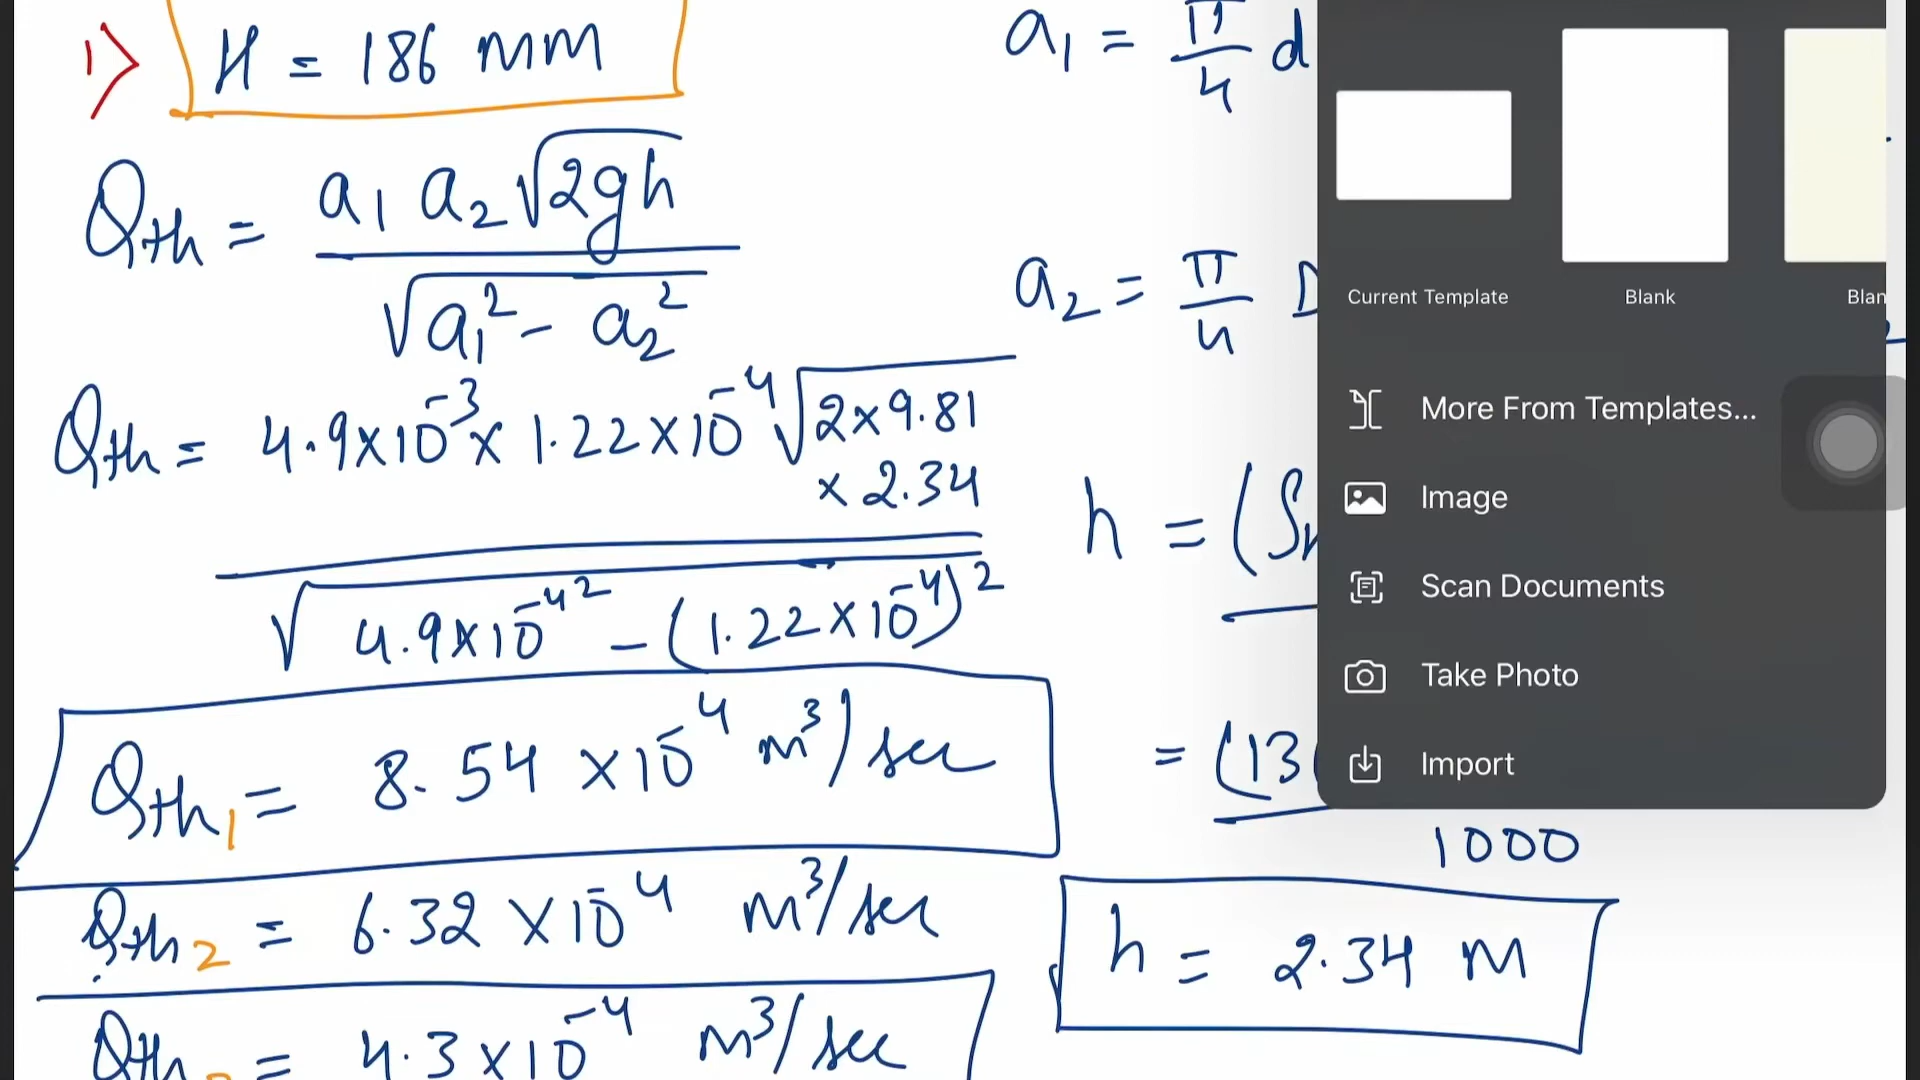 1> H = 186 mm
Qth = a1 a2 √2gh
√a1² - a2²
Qth = 4.9×10⁻³ × 1.22×10⁻⁴ √2×9.81
× 2.34
√4.9×10⁻⁴² - (1.22×10⁻⁴)²
Qth1 = 8.54 ×10⁻⁴ m³/sec
Qth2 = 6.32 ×10⁻⁴ m³/sec
Qth = 4.3×10⁻⁴ m³/sec
a1 = π/4 d
a2 = π/4 D
h = (S
= (13
1000
h = 2.34 m
Current Template
Blank
Blan
More From Templates...
Image
Scan Documents
Take Photo
Import